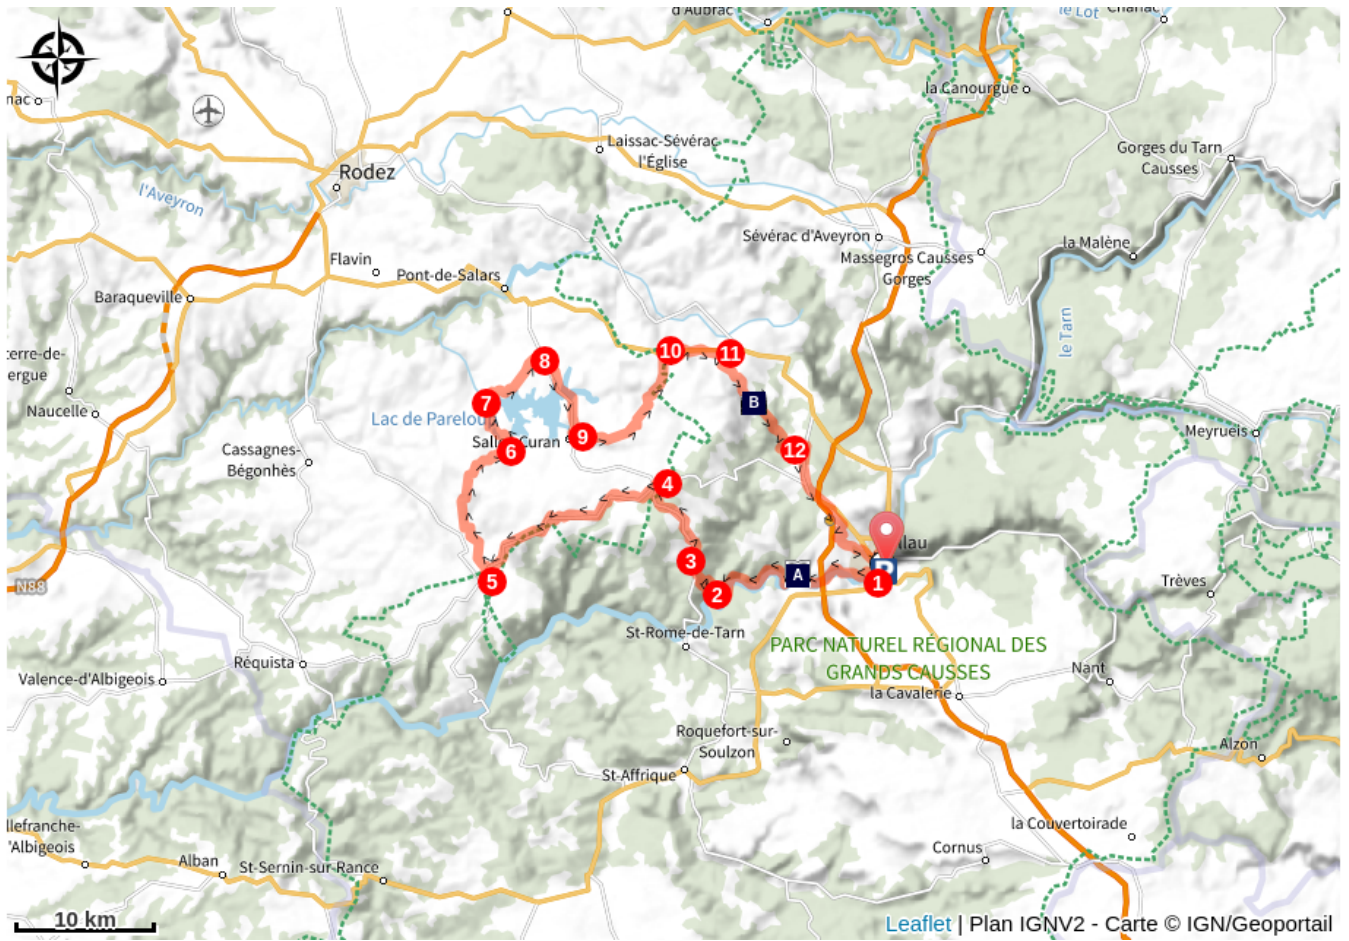 d'Aubrac
le Lot
Chanac
la Canourgue
nac
Laissac-Sévérac
l'Église
Gorges du Tarn
Causses
Rodez
l'Aveyron
Sévérac d'Aveyron
la Malène
Massegros Causses
Gorges
Flavin
Pont-de-Salars
Baraqueville
le Tarn
8
10
11
terre-de-
ergue
7
B
Naucelle
Lac de Parelou
Salles-Curan
9
6
12
Meyrueis
Cassagnes-
Bégonhès
4
llau
3
A
P
1
5
2
N88
Trèves
St-Rome-de-Tarn
PARC NATUREL RÉGIONAL DES
GRANDS CAUSSES
Réquista
Valence-d'Albigeois
Nant
la Cavalerie
Roquefort-sur-
Soulzon
Alzon
St-Affrique
llefranche-
'Albigeois
la Couvertoirade
Cornus
Alban
St-Sernin-sur-Rance
10 km
Leaflet | Plan IGNV2 - Carte © IGN/Geoportail